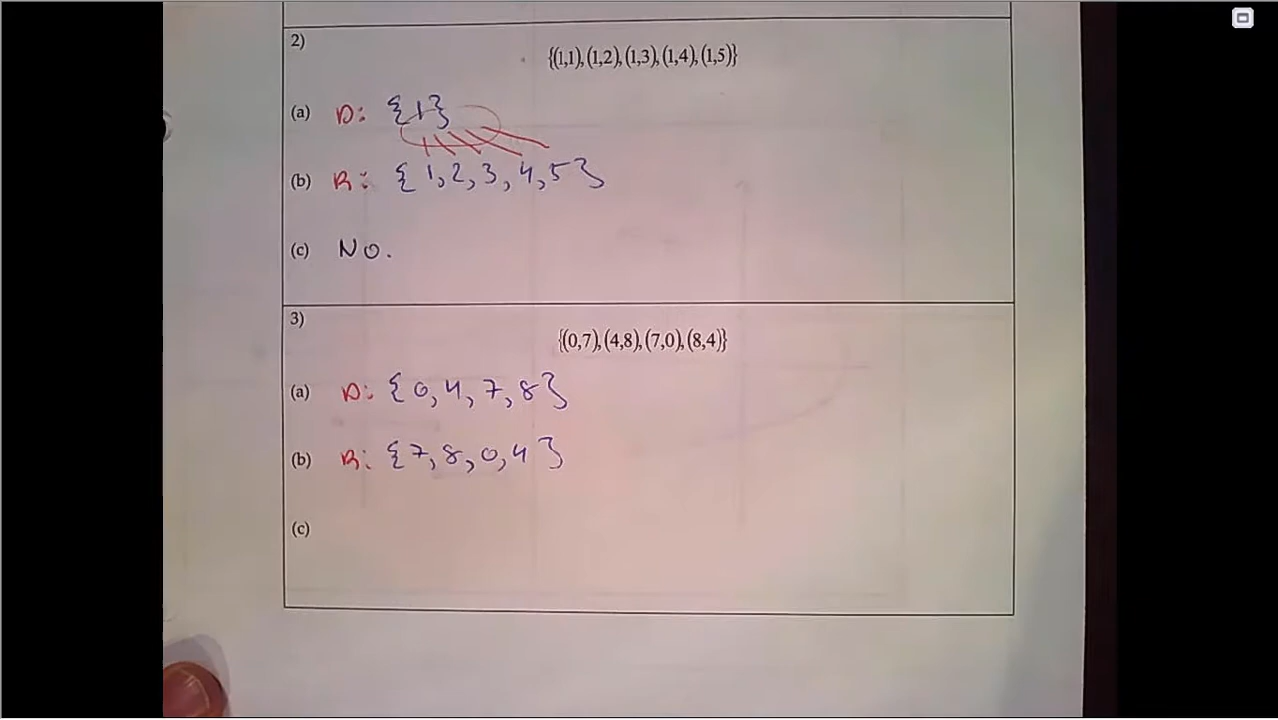 2)
{(1,1),(1,2),(1,3),(1,4),(1,5)}
(a) D: {1}
(b) R: {1,2,3,4,5}
(c) No.
3)
{(0,7),(4,8),(7,0),(8,4)}
(a) D: {0,4,7,8}
(b) R: {7,8,0,4}
(c)